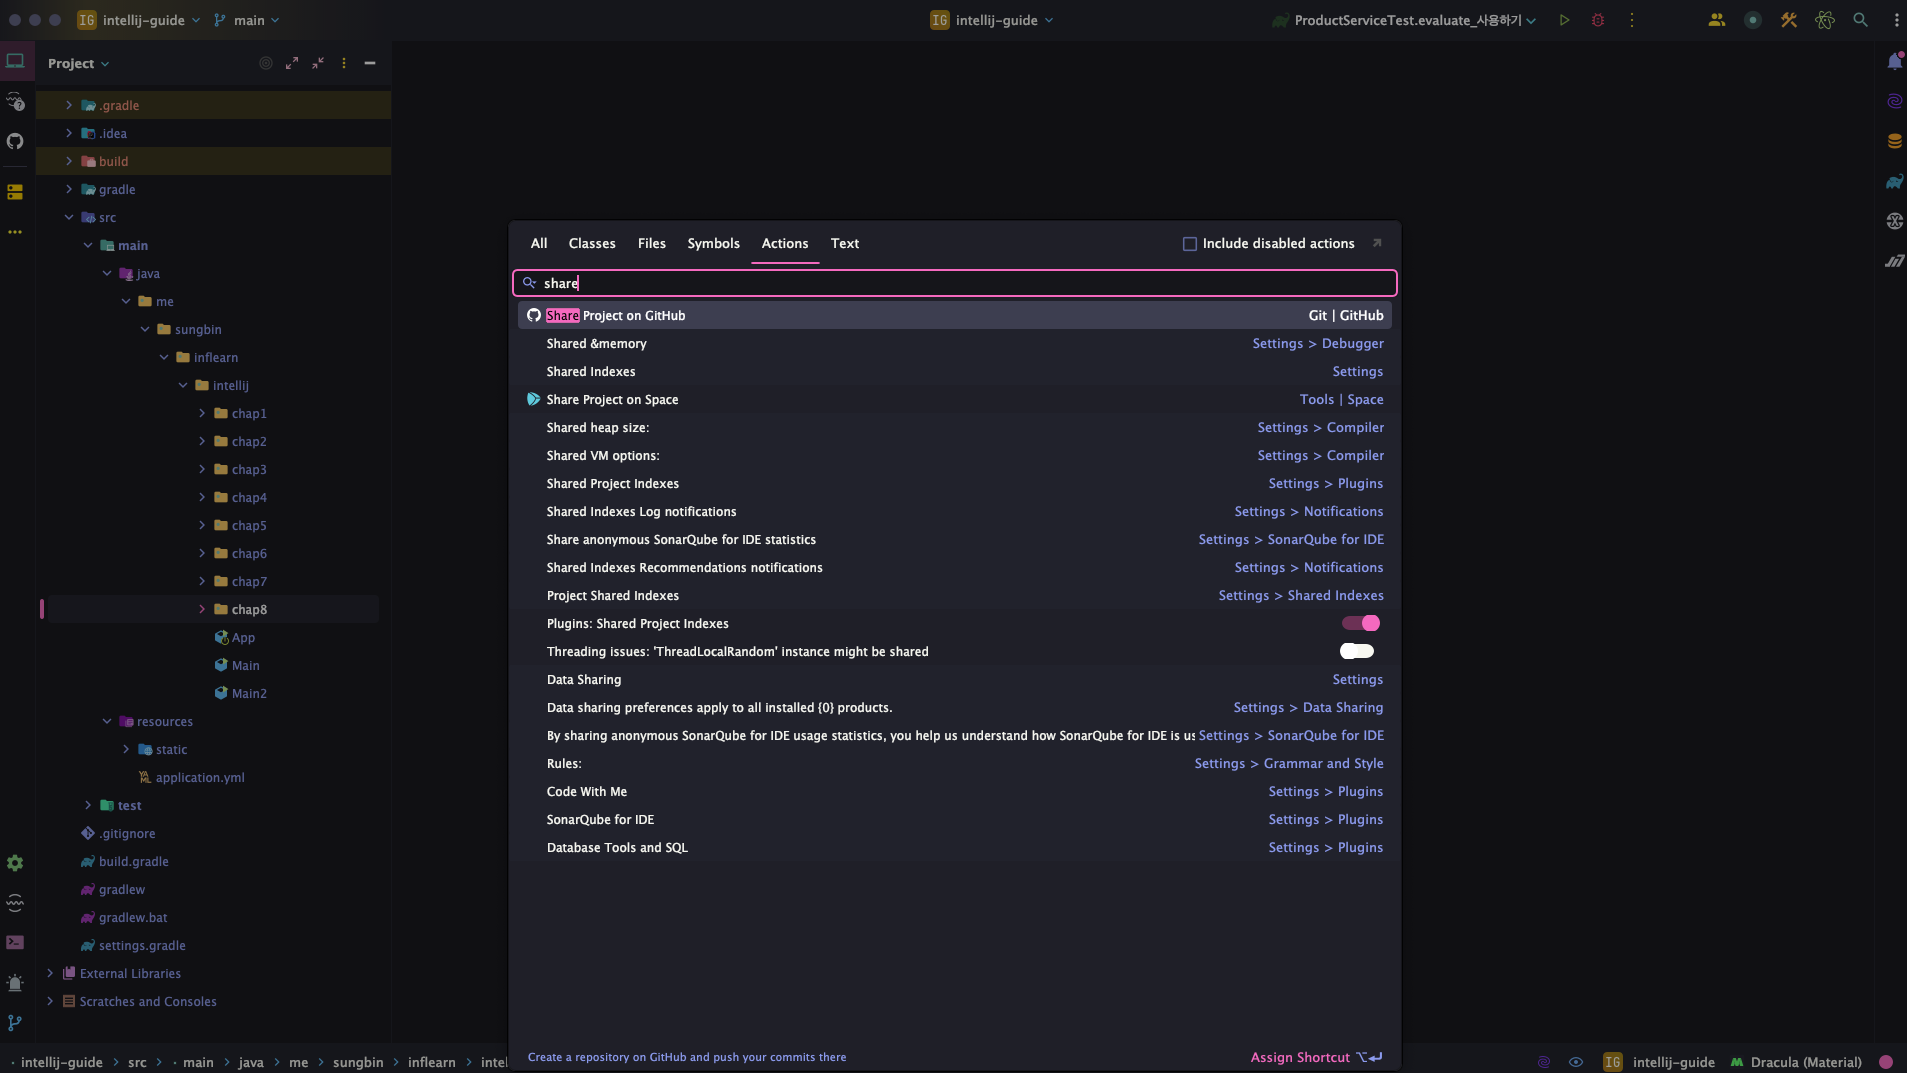 IG intellij-guide main
IG intellij-guide
ProductServiceTest.evaluate_사용하기
Project
.gradle
.idea
build
gradle
src
main
java
me
sungbin
inflearn
intellij
chap1
chap2
chap3
chap4
chap5
chap6
chap7
chap8
App
Main
Main2
resources
static
application.yml
test
.gitignore
build.gradle
gradlew
gradlew.bat
settings.gradle
External Libraries
Scratches and Consoles
All Classes Files Symbols Actions Text Include disabled actions
share
Share Project on GitHub Git | GitHub
Shared &memory Settings > Debugger
Shared Indexes Settings
Share Project on Space Tools | Space
Shared heap size: Settings > Compiler
Shared VM options: Settings > Compiler
Shared Project Indexes Settings > Plugins
Shared Indexes Log notifications Settings > Notifications
Share anonymous SonarQube for IDE statistics Settings > SonarQube for IDE
Shared Indexes Recommendations notifications Settings > Notifications
Project Shared Indexes Settings > Shared Indexes
Plugins: Shared Project Indexes
Threading issues: 'ThreadLocalRandom' instance might be shared
Data Sharing Settings
Data sharing preferences apply to all installed {0} products. Settings > Data Sharing
By sharing anonymous SonarQube for IDE usage statistics, you help us understand how SonarQube for IDE is us Settings > SonarQube for IDE
Rules: Settings > Grammar and Style
Code With Me Settings > Plugins
SonarQube for IDE Settings > Plugins
Database Tools and SQL Settings > Plugins
Create a repository on GitHub and push your commits there Assign Shortcut ⌥↵
intellij-guide > src > main > java > me > sungbin > inflearn > intel
IG intellij-guide Dracula (Material)